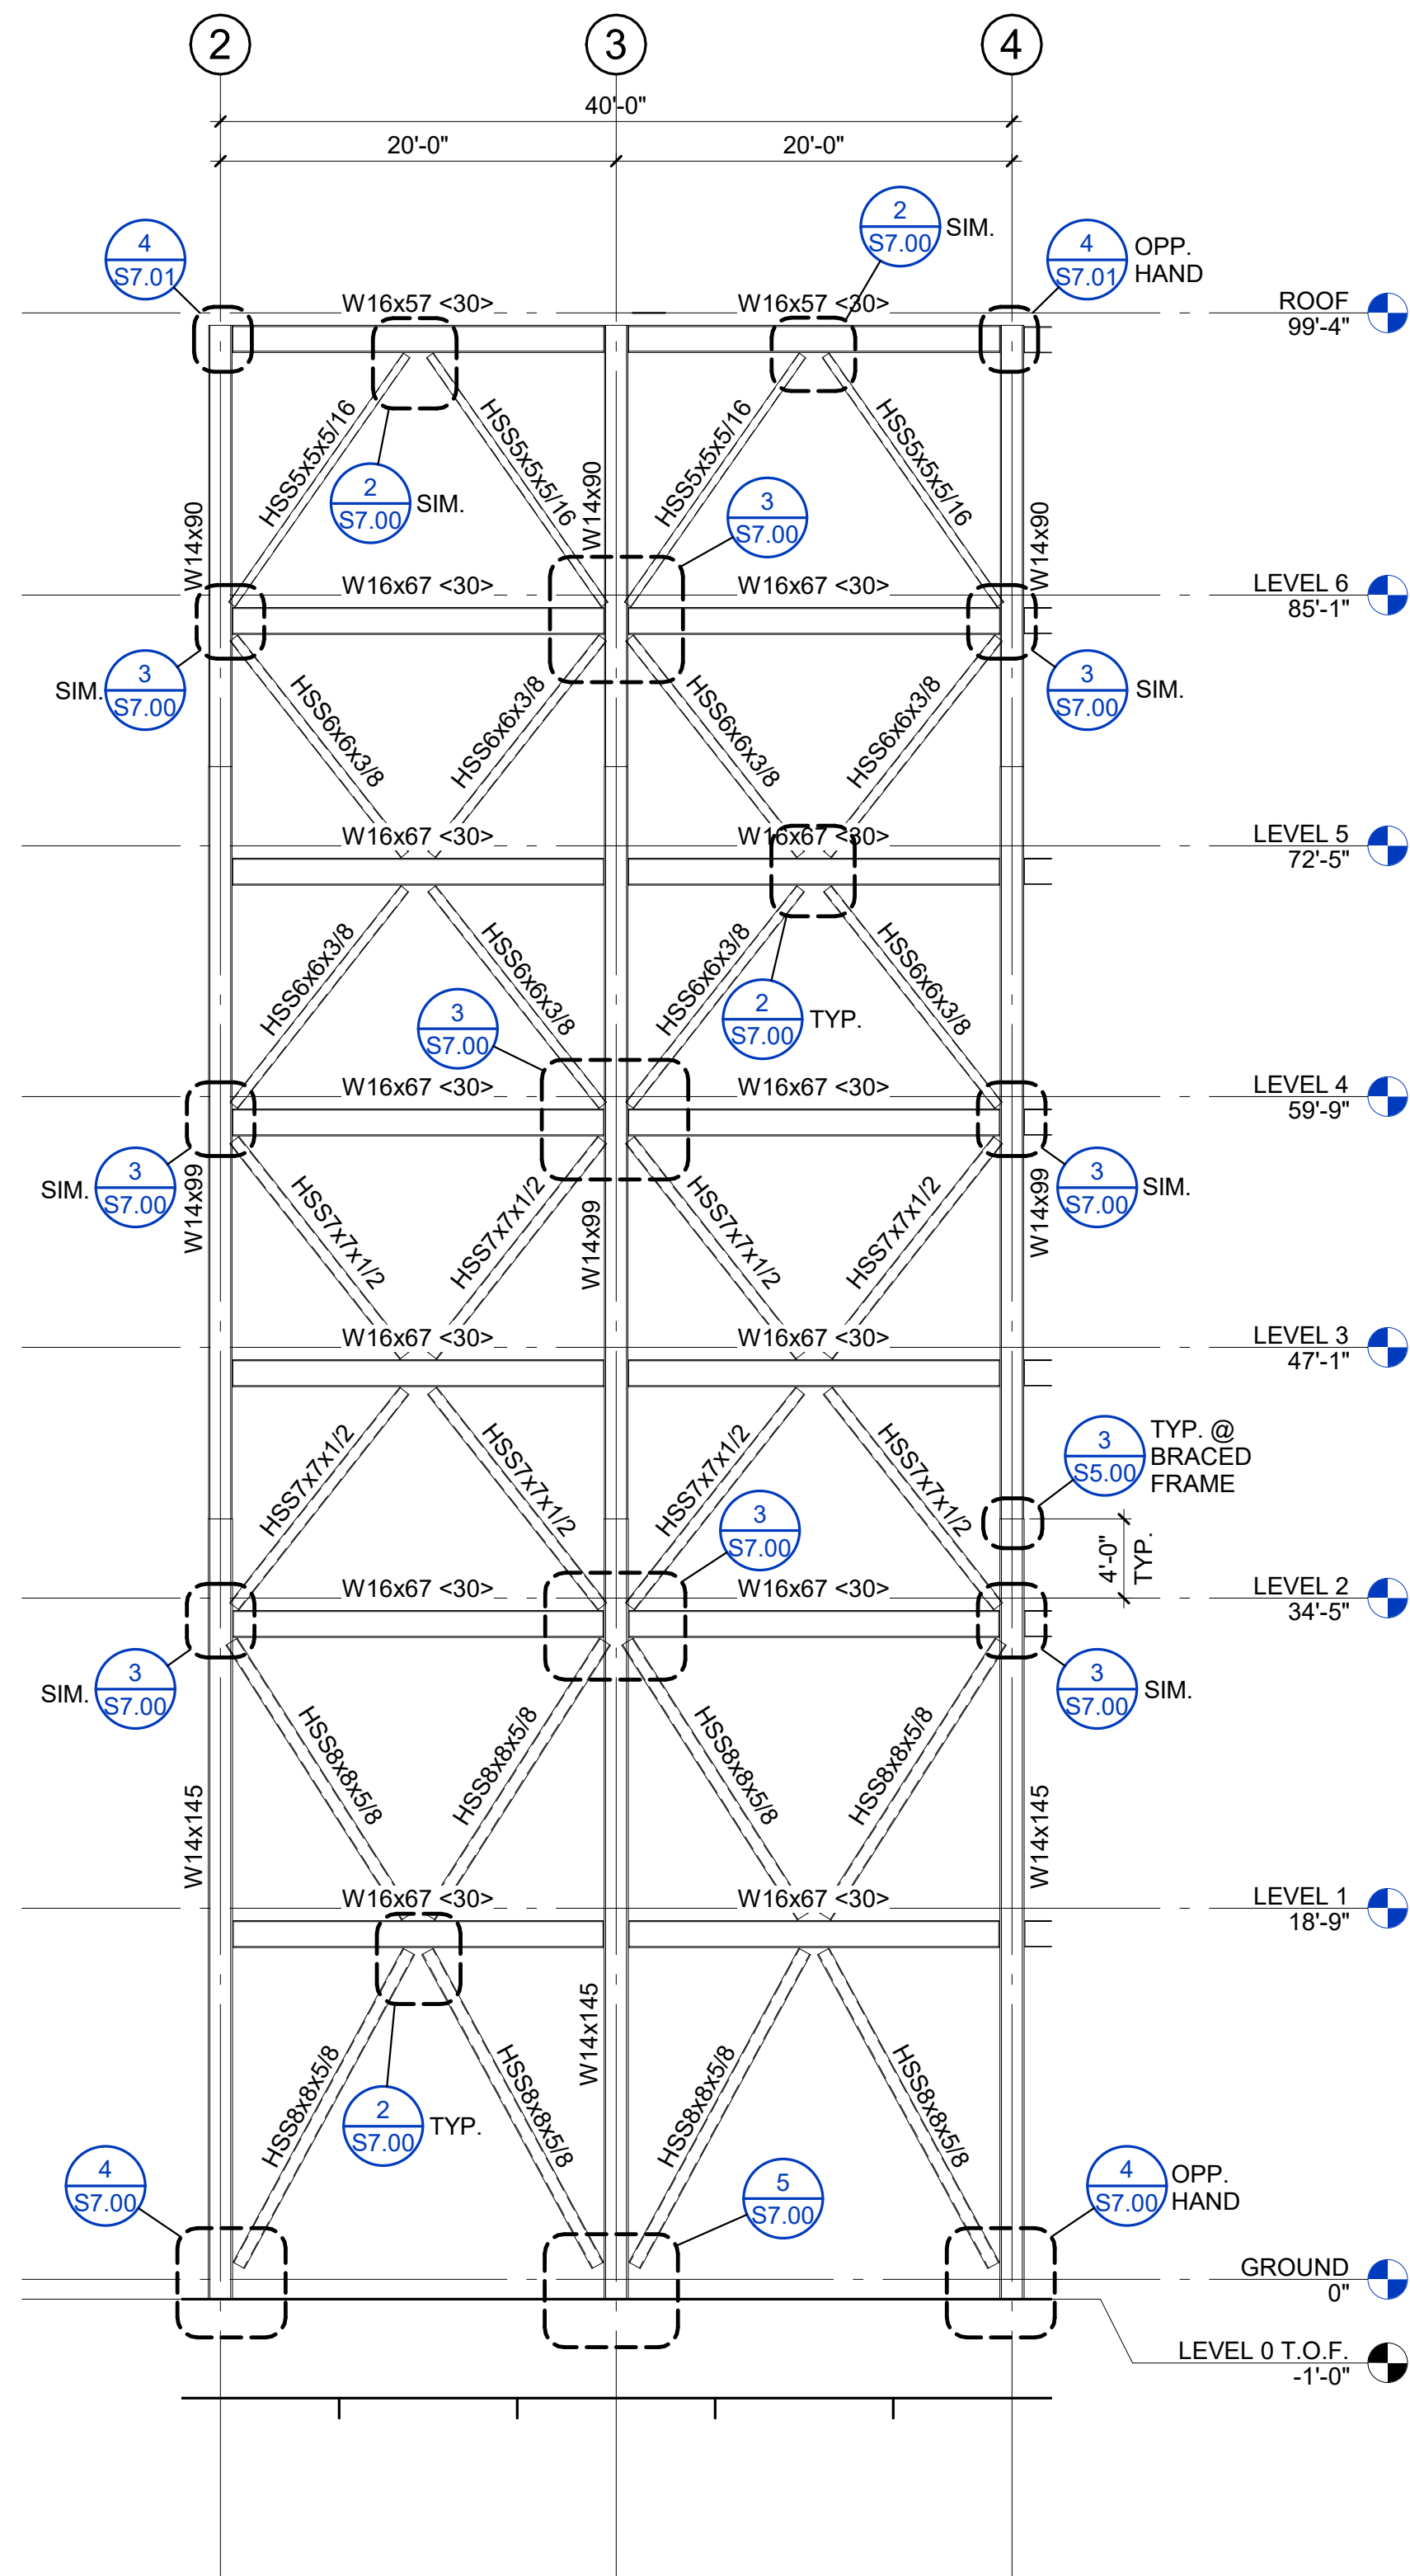 2
3
4
40'-0"
20'-0"
20'-0"
2
S7.00
SIM.
4
S7.01
4
S7.01
OPP.
HAND
W16x57 <30>
W16x57 <30>
ROOF
99'-4"
HSS5x5x5/16
HSS5x5x5/16
HSS5x5x5/16
HSS5x5x5/16
2
S7.00
SIM.
3
S7.00
W14x90
W14x90
W14x90
W16x67 <30>
W16x67 <30>
LEVEL 6
85'-1"
SIM.
3
S7.00
3
S7.00
SIM.
HSS6x6x3/8
HSS6x6x3/8
HSS6x6x3/8
HSS6x6x3/8
W16x67 <30>
W16x67 <30>
LEVEL 5
72'-5"
HSS6x6x3/8
HSS6x6x3/8
HSS6x6x3/8
HSS6x6x3/8
3
S7.00
2
S7.00
TYP.
W16x67 <30>
W16x67 <30>
LEVEL 4
59'-9"
SIM.
3
S7.00
3
S7.00
SIM.
W14x99
W14x99
W14x99
HSS7x7x1/2
HSS7x7x1/2
HSS7x7x1/2
HSS7x7x1/2
W16x67 <30>
W16x67 <30>
LEVEL 3
47'-1"
HSS7x7x1/2
HSS7x7x1/2
HSS7x7x1/2
HSS7x7x1/2
3
S5.00
TYP. @
BRACED
FRAME
3
S7.00
4'-0"
TYP.
W16x67 <30>
W16x67 <30>
LEVEL 2
34'-5"
SIM.
3
S7.00
3
S7.00
SIM.
HSS8x8x5/8
HSS8x8x5/8
HSS8x8x5/8
HSS8x8x5/8
W14x145
W14x145
W16x67 <30>
W16x67 <30>
LEVEL 1
18'-9"
W14x145
HSS8x8x5/8
HSS8x8x5/8
HSS8x8x5/8
HSS8x8x5/8
2
S7.00
TYP.
4
S7.00
5
S7.00
4
S7.00
OPP.
HAND
GROUND
0"
LEVEL 0 T.O.F.
-1'-0"